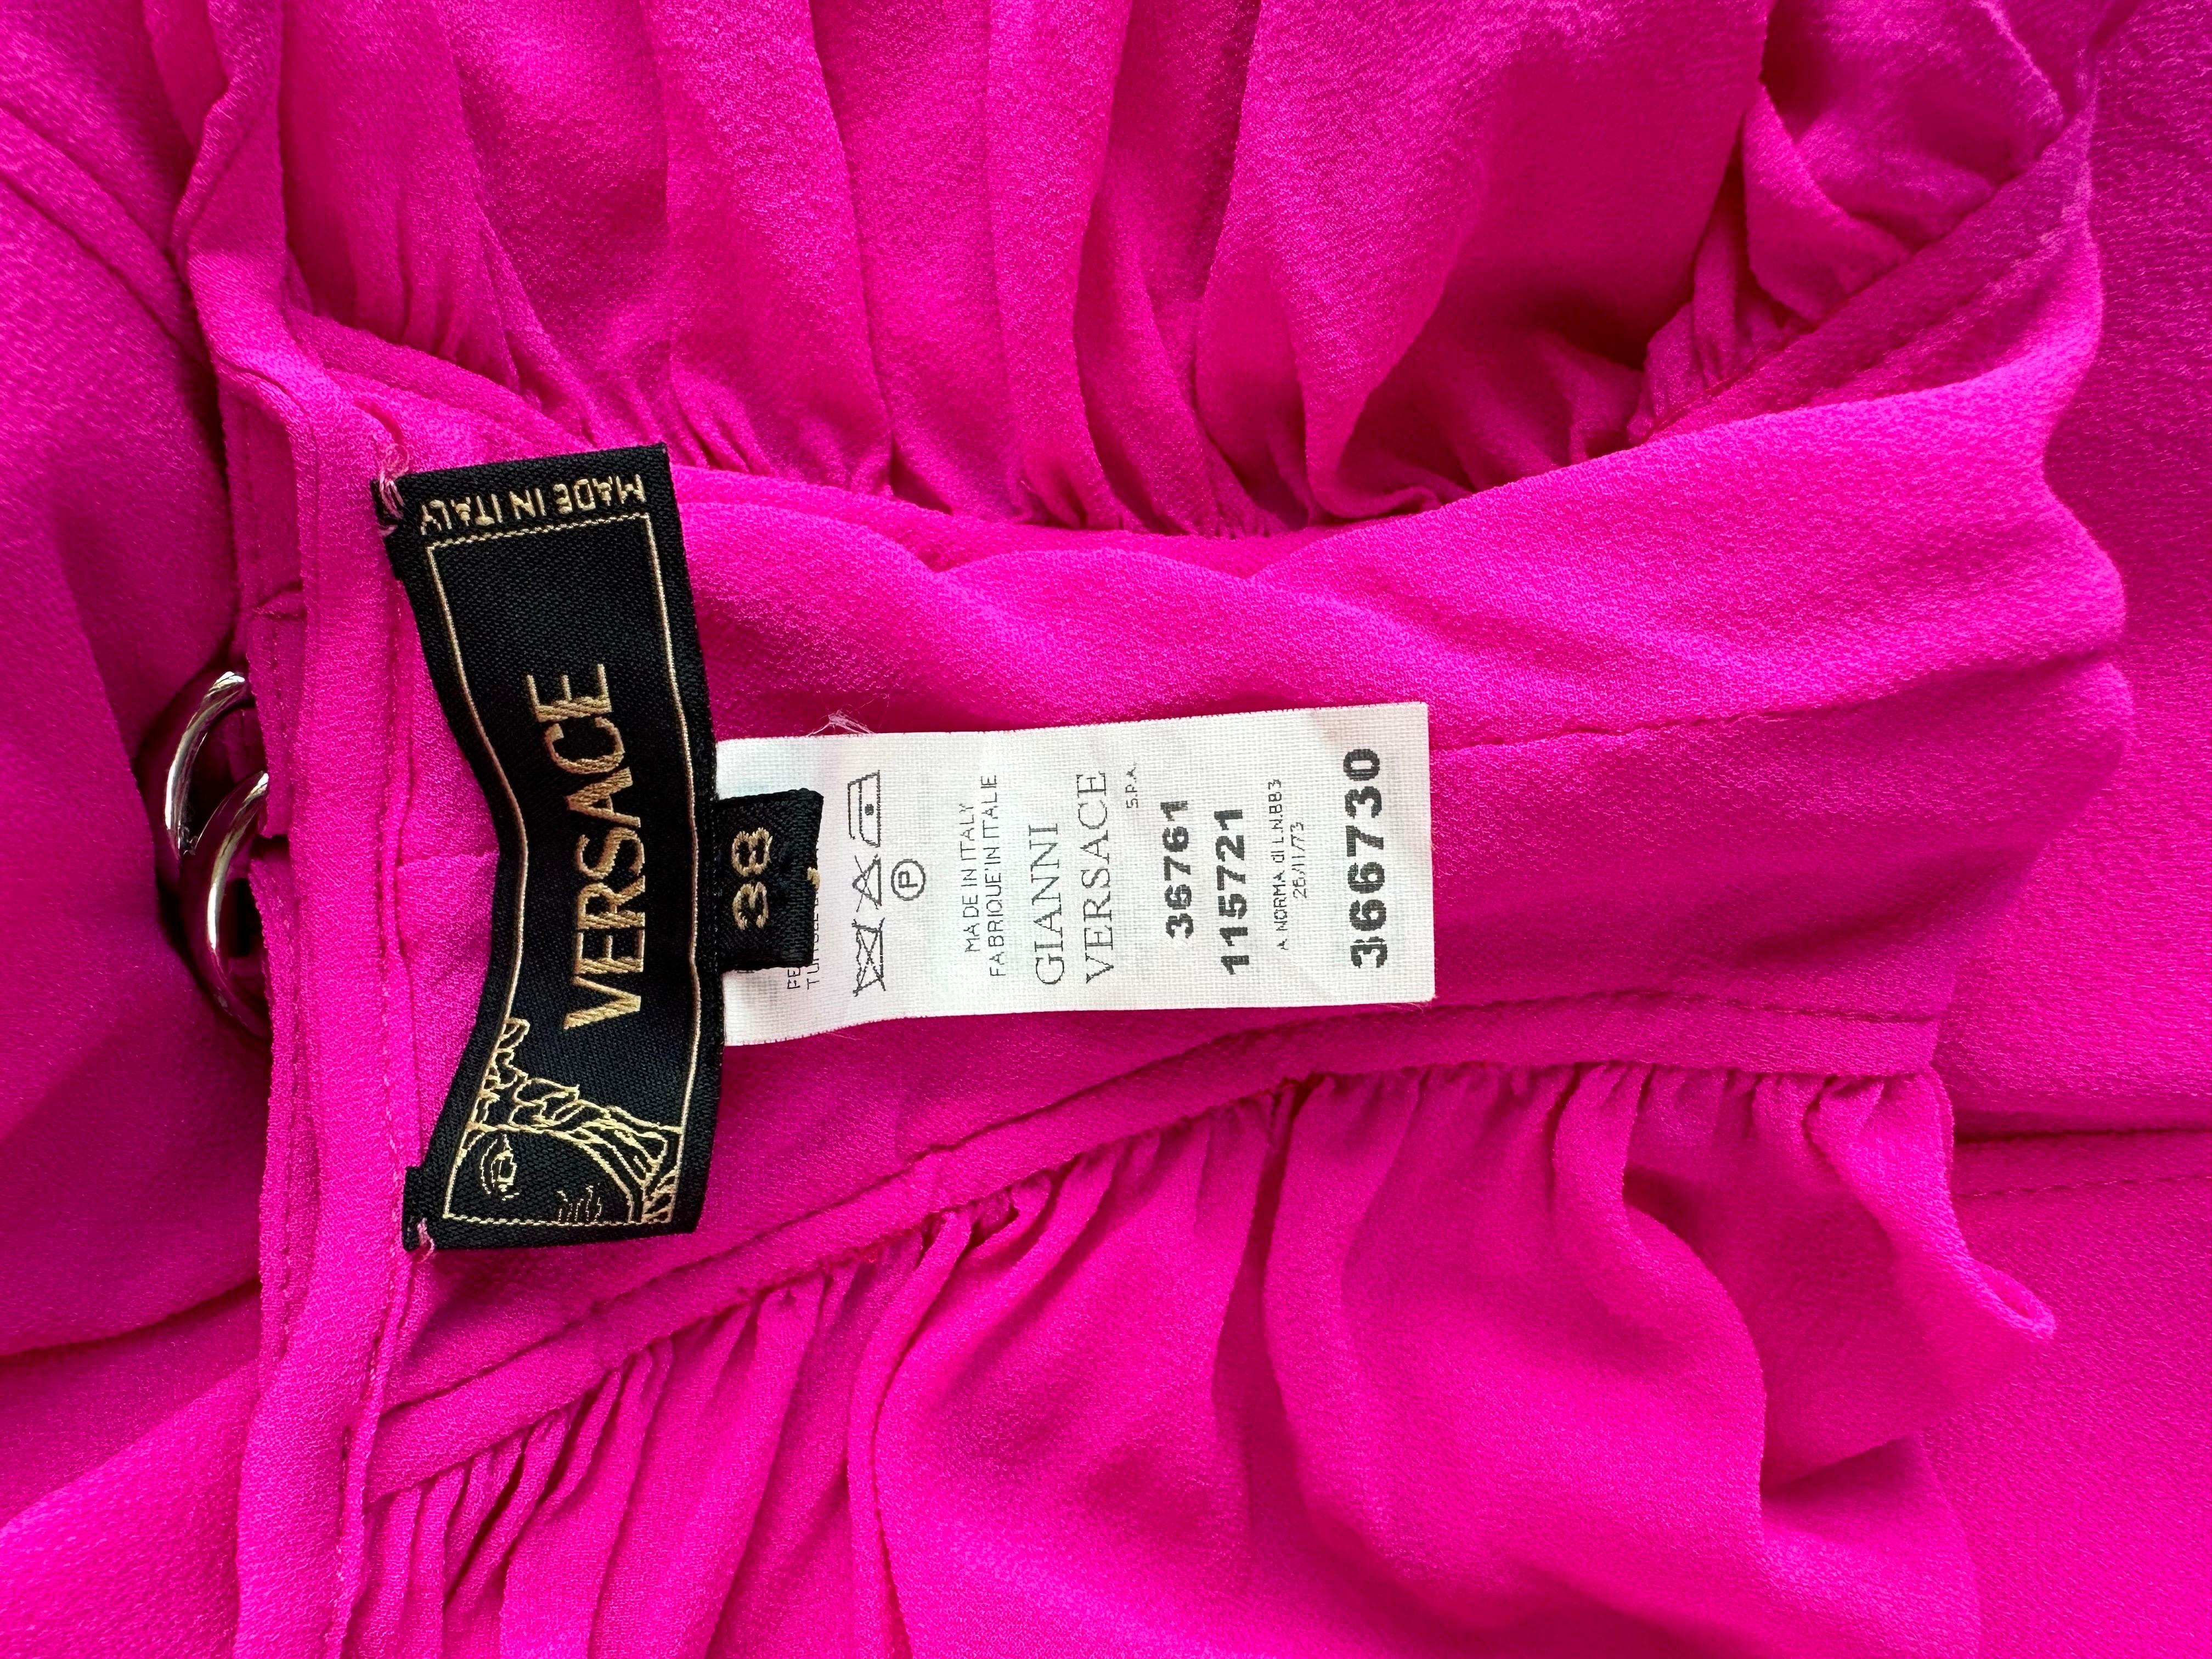 MADE IN ITALY
VERSACE
38
P
MADE IN ITALY
FABRIQUE' IN ITALIE
GIANNI
VERSACE
S.P.A.
36761
115721
A NORMA di L.N.883
26/11/73
366730